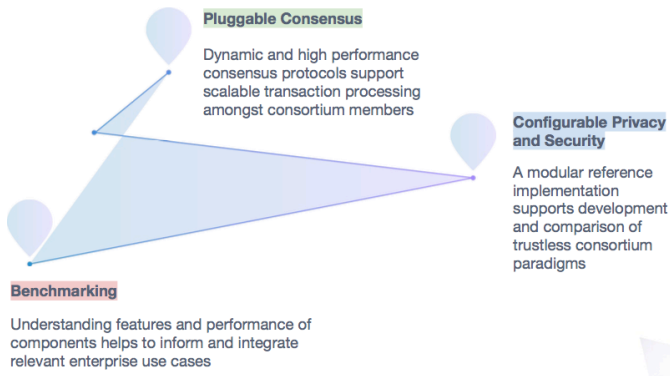 Pluggable Consensus
Dynamic and high performance
consensus protocols support
scalable transaction processing
amongst consortium members
Configurable Privacy
and Security
A modular reference
implementation
supports development
and comparison of
trustless consortium
paradigms
Benchmarking
Understanding features and performance of
components helps to inform and integrate
relevant enterprise use cases